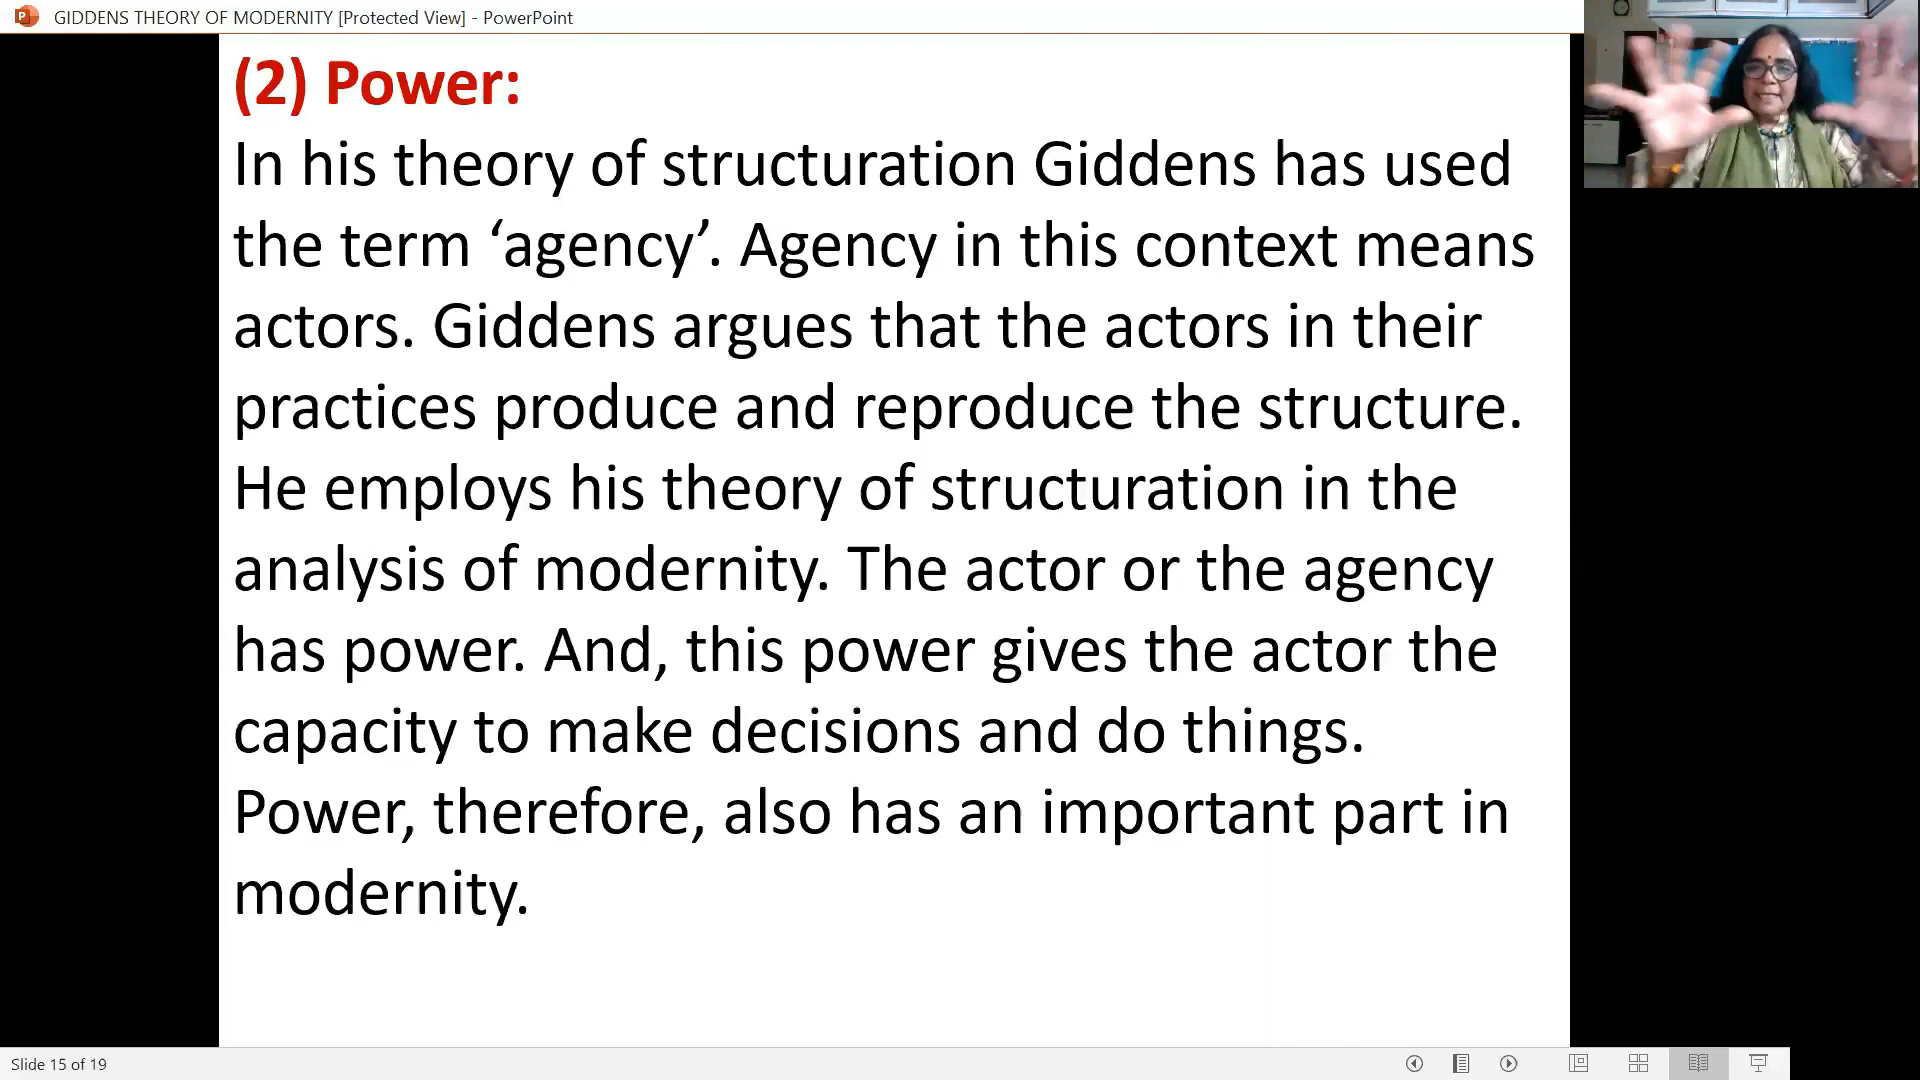 GIDDENS THEORY OF MODERNITY [Protected View] - PowerPoint
(2) Power:
In his theory of structuration Giddens has used
the term ‘agency’. Agency in this context means
actors. Giddens argues that the actors in their
practices produce and reproduce the structure.
He employs his theory of structuration in the
analysis of modernity. The actor or the agency
has power. And, this power gives the actor the
capacity to make decisions and do things.
Power, therefore, also has an important part in
modernity.
Slide 15 of 19